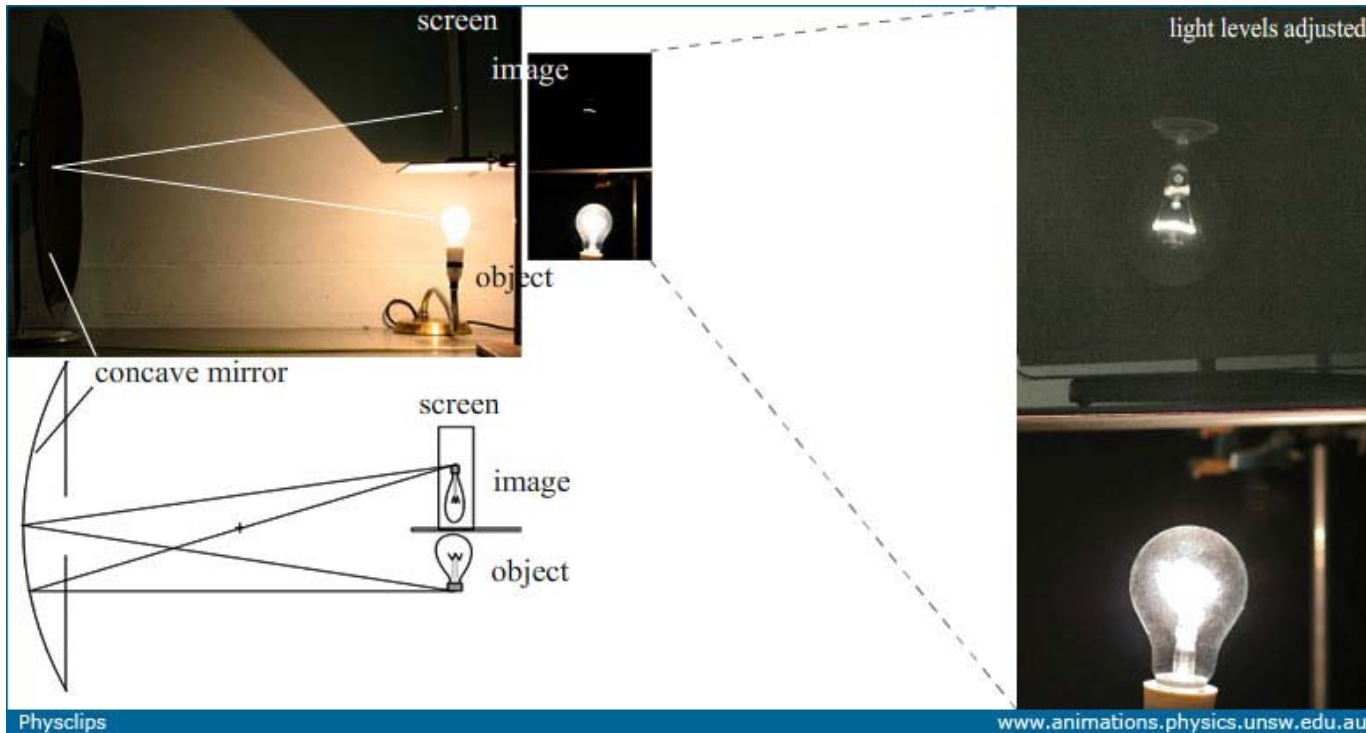 screen
light levels adjusted
image
object
concave mirror
screen
image
object
Physclips
www.animations.physics.unsw.edu.au